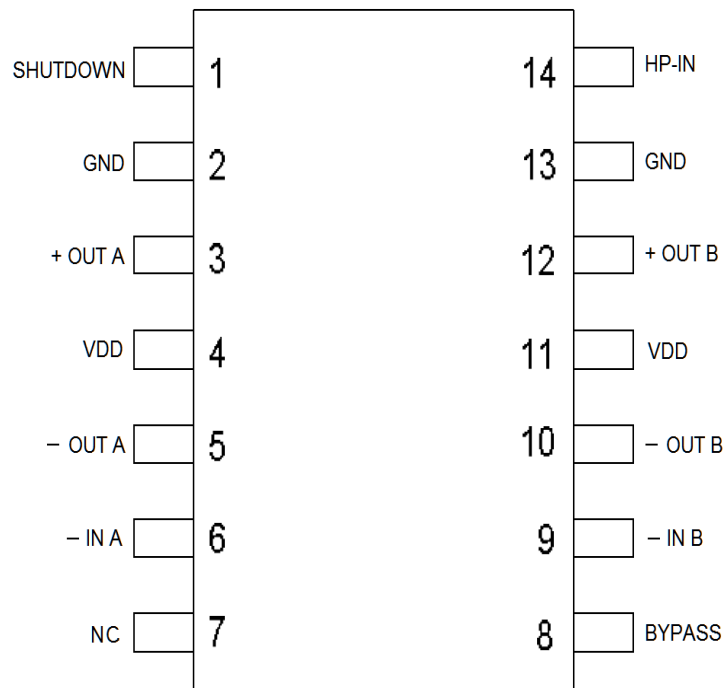 SHUTDOWN 1 14 HP-IN
GND 2 13 GND
+ OUT A 3 12 + OUT B
VDD 4 11 VDD
– OUT A 5 10 – OUT B
– IN A 6 9 – IN B
NC 7 8 BYPASS